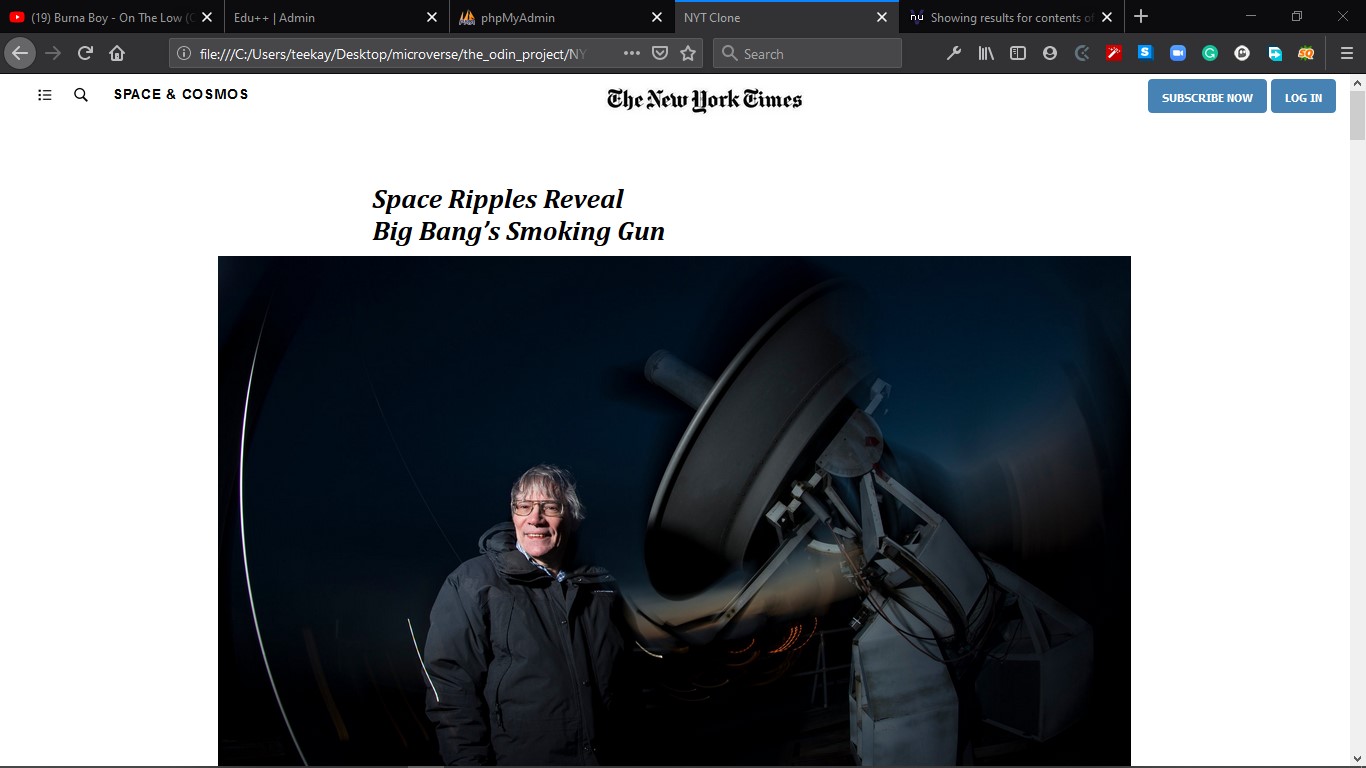 (19) Burna Boy - On The Low (
Edu++ | Admin
phpMyAdmin
NYT Clone
Showing results for contents of
file:///C:/Users/teekay/Desktop/microverse/the_odin_project/NY
Search
SPACE & COSMOS
The New York Times
SUBSCRIBE NOW
LOG IN
Space Ripples Reveal
Big Bang’s Smoking Gun